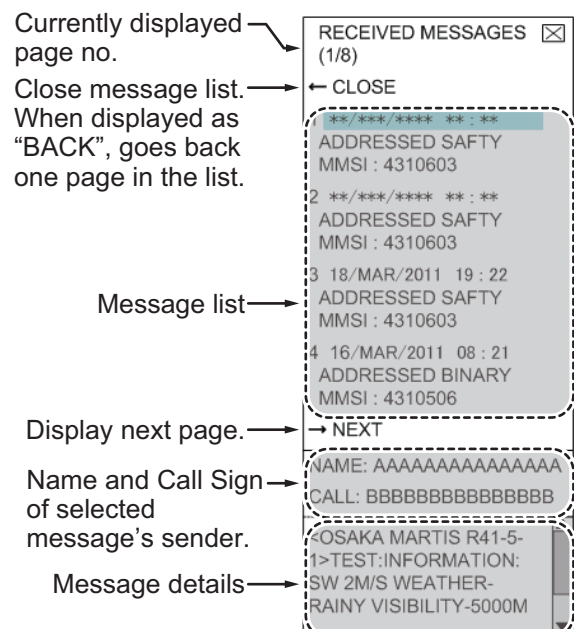 Currently displayed
page no.
Close message list.
When displayed as
“BACK”, goes back
one page in the list.
Message list
Display next page.
Name and Call Sign
of selected
message’s sender.
Message details
RECEIVED MESSAGES
(1/8)
← CLOSE
1 **/***/**** **:**
ADDRESSED SAFTY
MMSI : 4310603
2 **/***/**** **:**
ADDRESSED SAFTY
MMSI : 4310603
3 18/MAR/2011 19 : 22
ADDRESSED SAFTY
MMSI : 4310603
4 16/MAR/2011 08 : 21
ADDRESSED BINARY
MMSI : 4310506
→ NEXT
NAME: AAAAAAAAAAAAAAA
CALL: BBBBBBBBBBBBBBB
<OSAKA MARTIS R41-5-
1>TEST:INFORMATION:
SW 2M/S WEATHER-
RAINY VISIBILITY-5000M